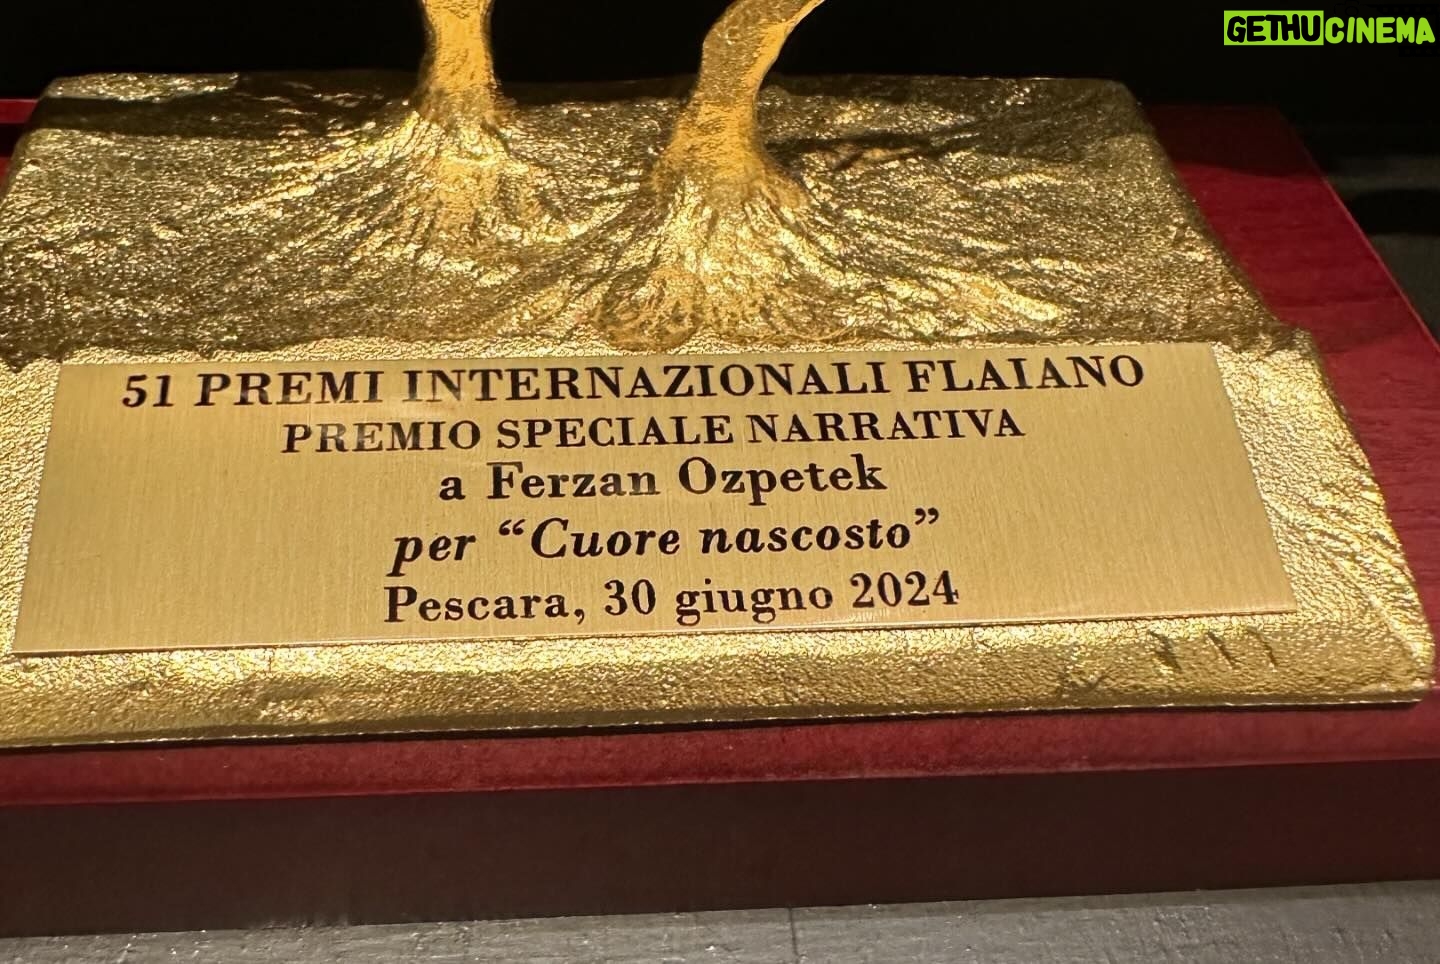 GETHUCINEMA
51 PREMI INTERNAZIONALI FLAIANO
PREMIO SPECIALE NARRATIVA
a Ferzan Ozpetek
per “Cuore nascosto”
Pescara, 30 giugno 2024